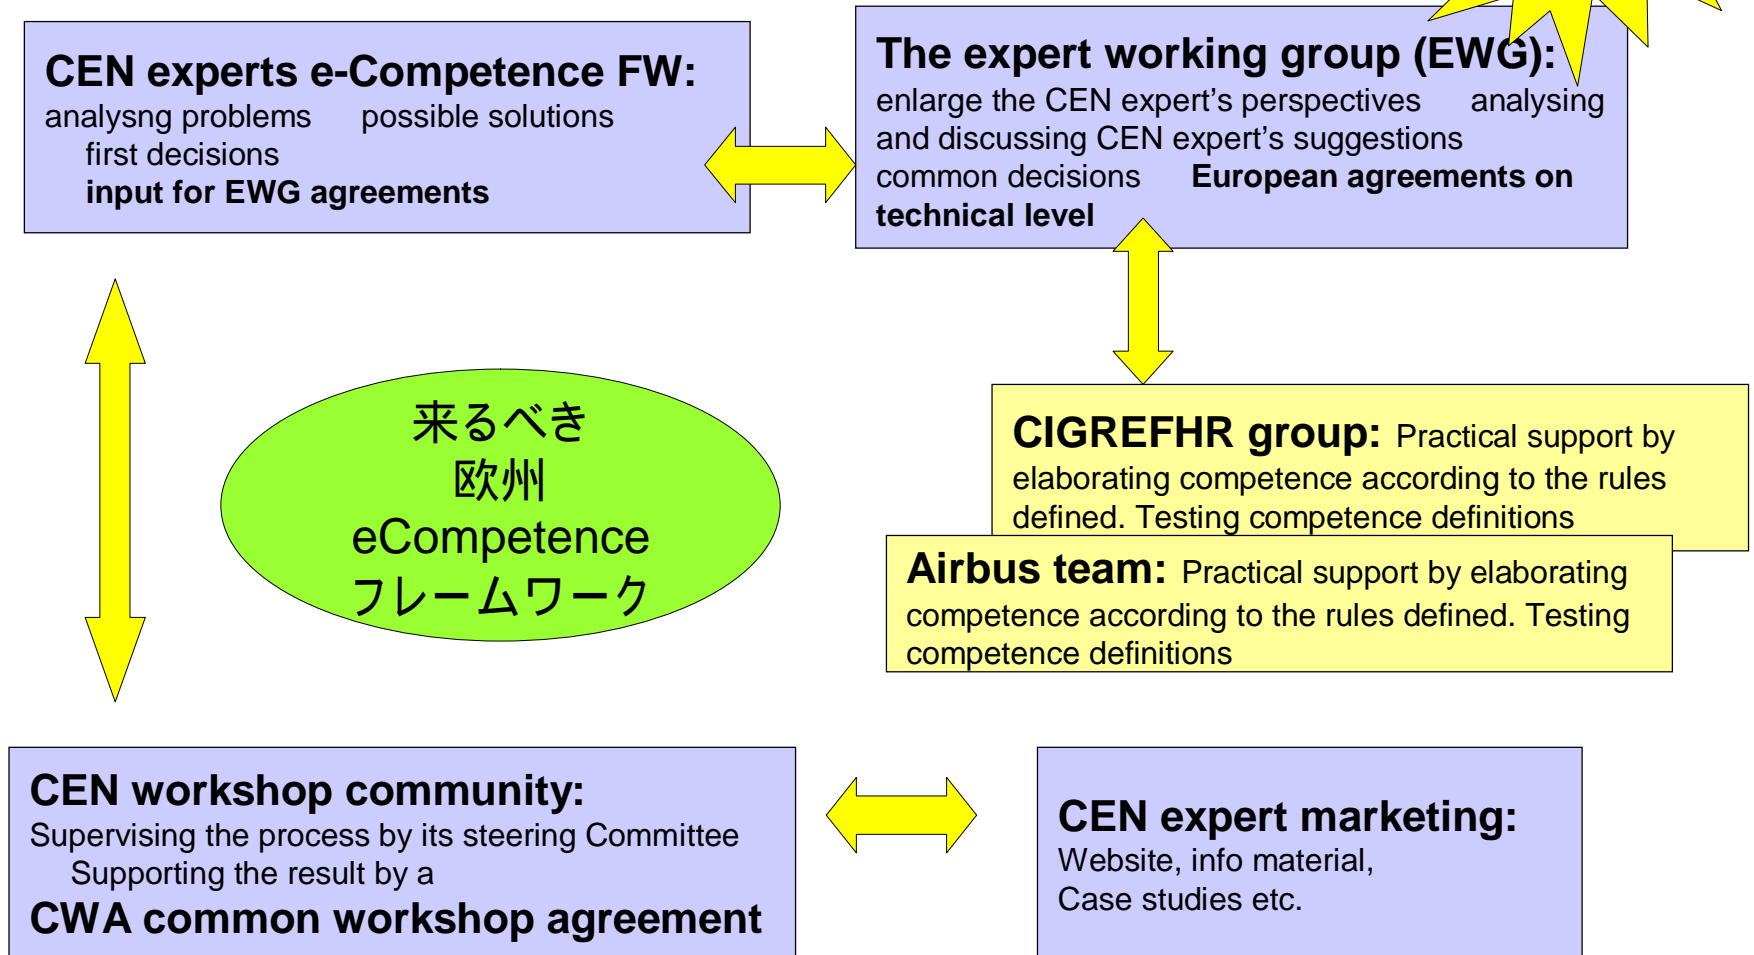 CEN experts e-Competence FW:
analysng problems possible solutions
first decisions
input for EWG agreements
The expert working group (EWG):
enlarge the CEN expert's perspectives analysing
and discussing CEN expert's suggestions
common decisions European agreements on
technical level
来るべき
欧州
eCompetence
フレームワーク
CIGREFHR group: Practical support by
elaborating competence according to the rules
defined. Testing competence definitions
Airbus team: Practical support by elaborating
competence according to the rules defined. Testing
competence definitions
CEN workshop community:
Supervising the process by its steering Committee
Supporting the result by a
CWA common workshop agreement
CEN expert marketing:
Website, info material,
Case studies etc.